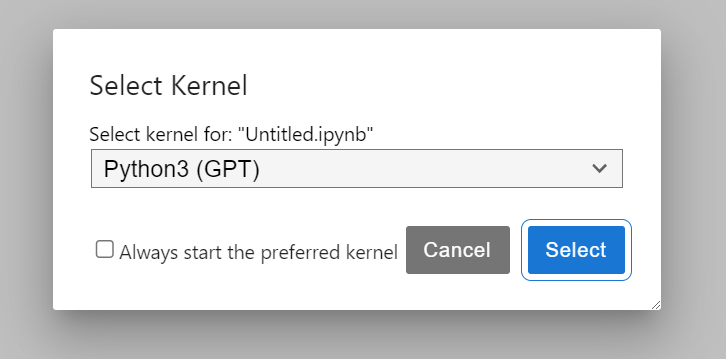 Select Kernel
Select kernel for: "Untitled.ipynb"
Python3 (GPT)
Always start the preferred kernel Cancel Select